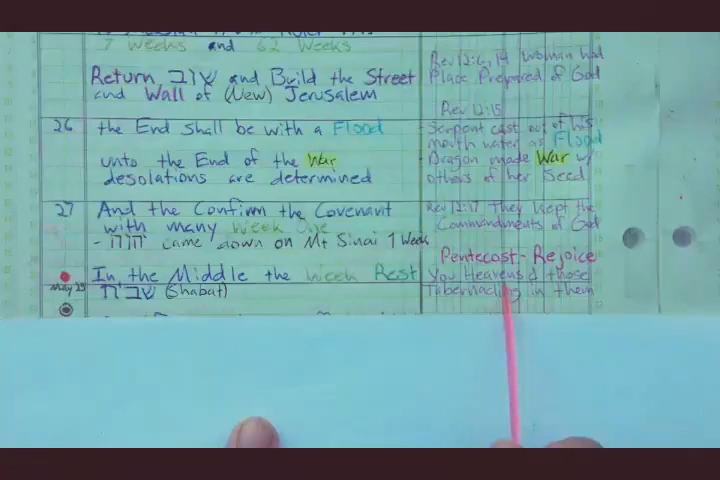 7 weeks and 62 Weeks
Return שוב and Build the Street
and Wall of (New) Jerusalem
Rev 12:6, 14 Woman had
Place Prepared of God
Rev 12:15
26 the End Shall be with a Flood
unto the End of the War
desolations are determined
Serpent cast out of his
mouth water as Flood
- Dragon made War w/
others of her Seed
27 And the Confirm the Covenant
with many Week One
- יהוה came down on Mt Sinai 1 Week
Rev 12:17 They Kept the
Commandments of God
In the Middle the week Rest
May 25 שבת (Shabat)
Pentecost - Rejoice
You Heavens & those
Tabernacling in them